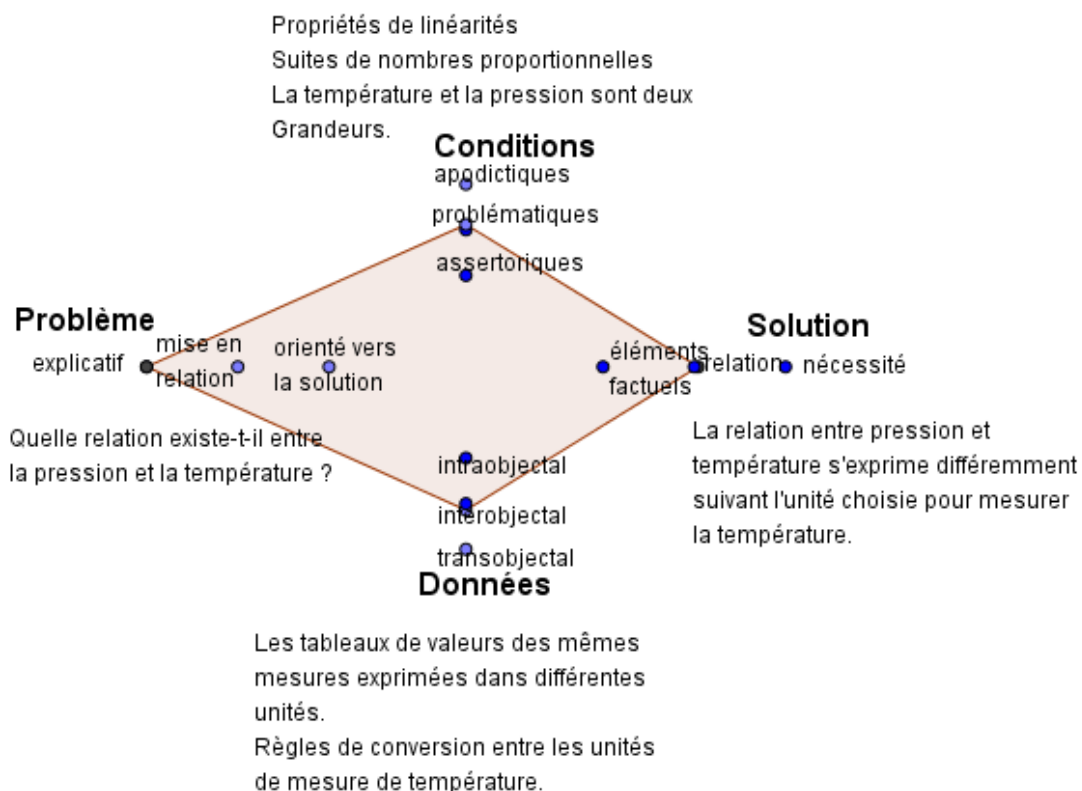 Propriétés de linéarités
Suites de nombres proportionnelles
La température et la pression sont deux
Grandeurs.
Conditions
apodictiques
problématiques
assertoriques
Problème
explicatif
mise en
relation
orienté vers
la solution
éléments
factuels
relation
Solution
nécessité
Quelle relation existe-t-il entre
la pression et la température ?
La relation entre pression et
température s'exprime différemment
suivant l'unité choisie pour mesurer
la température.
intraobjectal
interobjectal
transobjectal
Données
Les tableaux de valeurs des mêmes
mesures exprimées dans différentes
unités.
Règles de conversion entre les unités
de mesure de température.